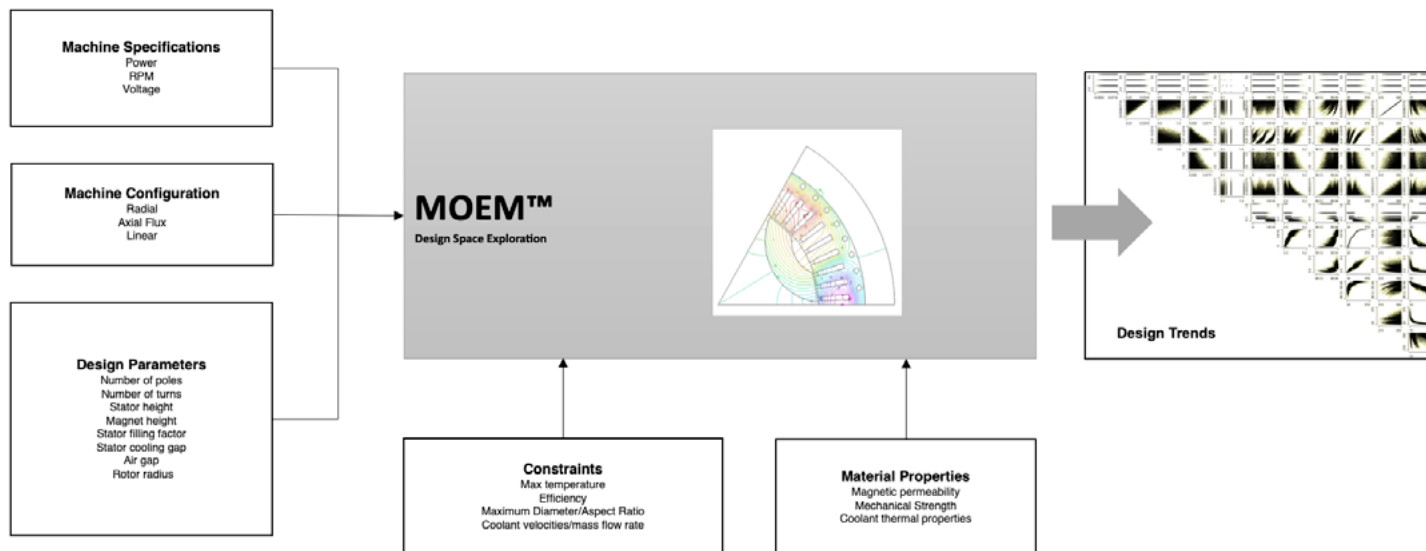 Machine Specifications
Power
RPM
Voltage
Machine Configuration
Radial
Axial Flux
Linear
Design Parameters
Number of poles
Number of turns
Stator height
Magnet height
Stator filling factor
Stator cooling gap
Air gap
Rotor radius
MOEM™
Design Space Exploration
Constraints
Max temperature
Efficiency
Maximum Diameter/Aspect Ratio
Coolant velocities/mass flow rate
Material Properties
Magnetic permeability
Mechanical Strength
Coolant thermal properties
Design Trends